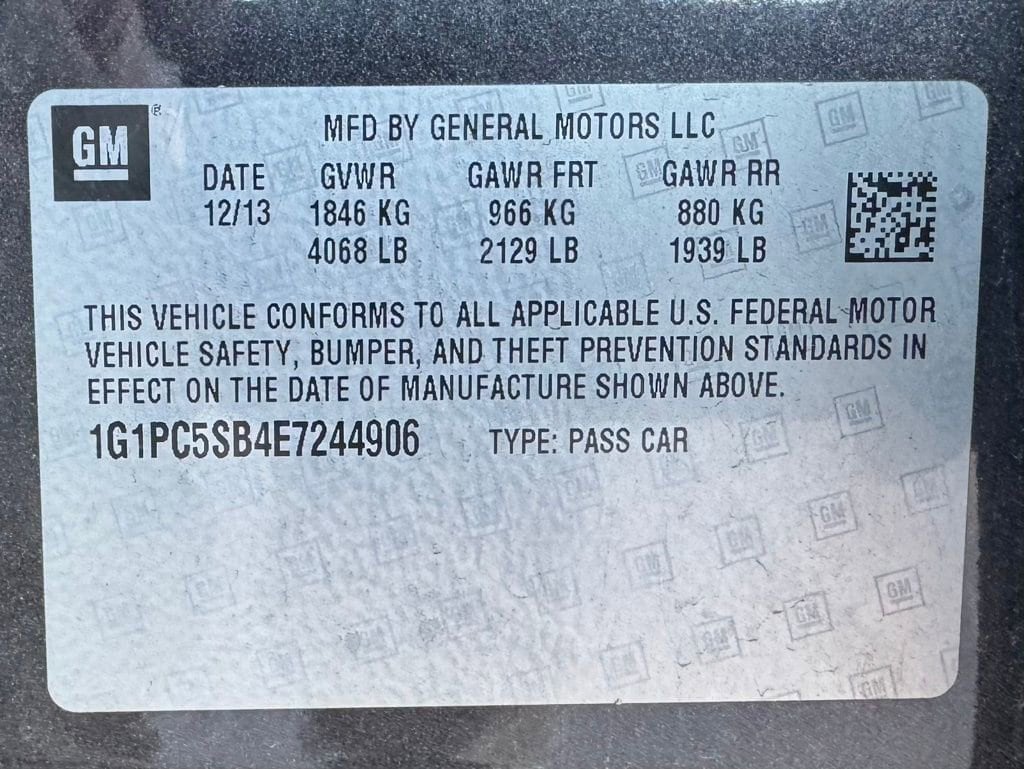 GM ®
MFD BY GENERAL MOTORS LLC
DATE GVWR GAWR FRT GAWR RR
12/13 1846 KG 966 KG 880 KG
4068 LB 2129 LB 1939 LB
THIS VEHICLE CONFORMS TO ALL APPLICABLE U.S. FEDERAL MOTOR
VEHICLE SAFETY, BUMPER, AND THEFT PREVENTION STANDARDS IN
EFFECT ON THE DATE OF MANUFACTURE SHOWN ABOVE.
1G1PC5SB4E7244906 TYPE: PASS CAR